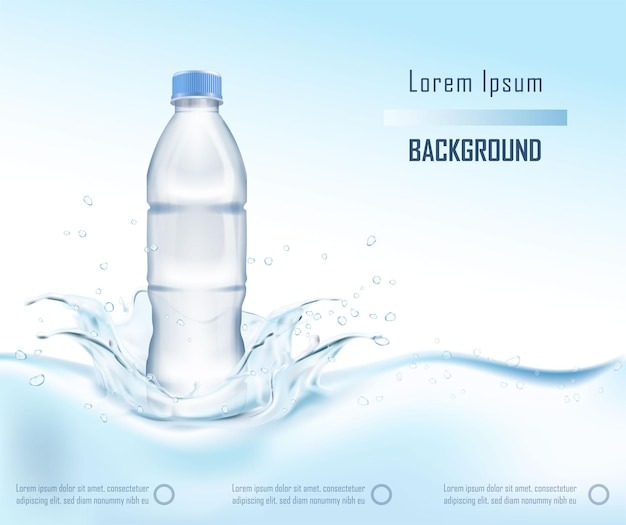 Lorem Ipsum
BACKGROUND
Lorem ipsum dolor sit amet, consectetuer
adipiscing elit. sed diam nonummy nibh eu
Lorem ipsum dolor sit amet, consectetuer
adipiscing elit. sed diam nonummy nibh eu
Lorem ipsum dolor sit amet, consectetuer
adipiscing elit. sed diam nonummy nibh eu